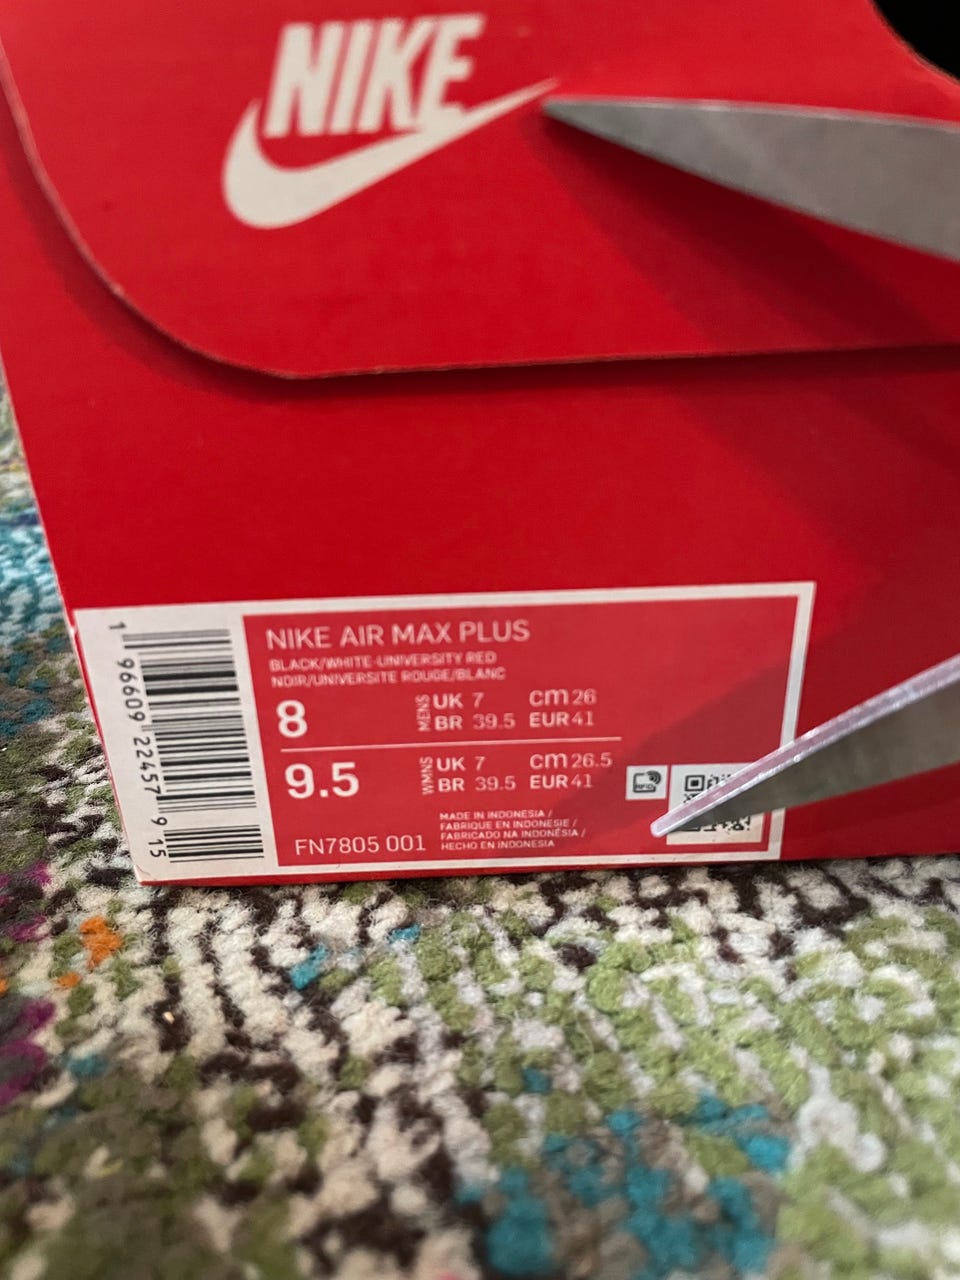 NIKE
NIKE AIR MAX PLUS
BLACK/WHITE-UNIVERSITY RED
NOIR/UNIVERSITE ROUGE/BLANC
8 MENS UK 7 cm 26
BR 39.5 EUR 41
9.5 WMNS UK 7 cm 26.5
BR 39.5 EUR 41
FN7805 001
MADE IN INDONESIA /
FABRIQUE EN INDONESIE /
FABRICADO NA INDONÉSIA /
HECHO EN INDONESIA
RFID
1 96609 22457 9 15